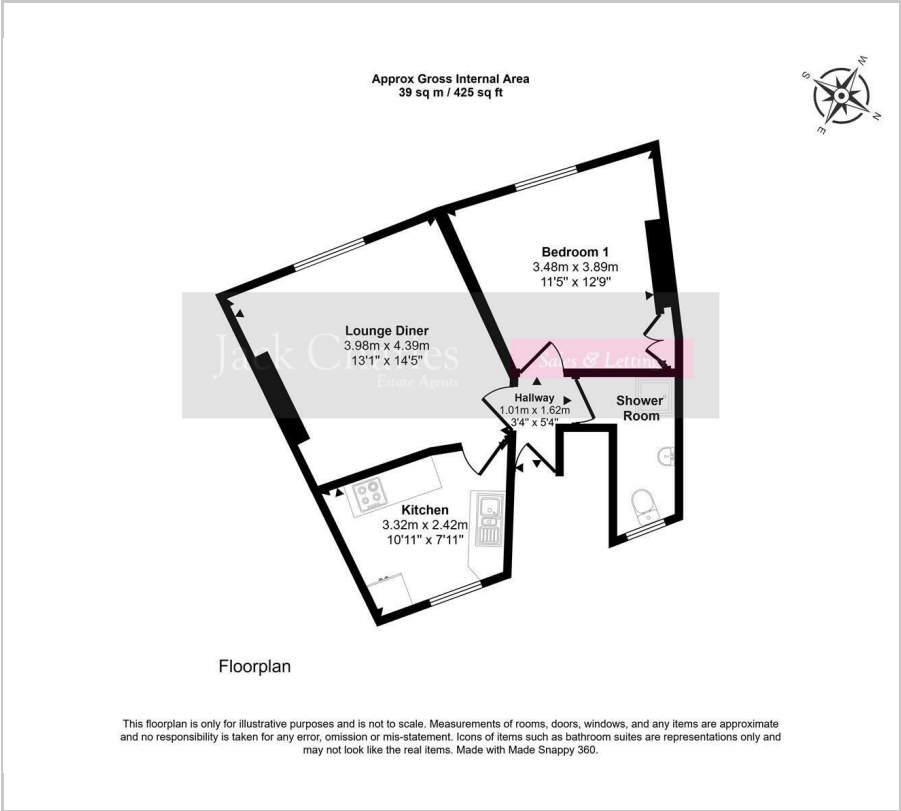 Approx Gross Internal Area
39 sq m / 425 sq ft
W
S
N
E
Bedroom 1
3.48m x 3.89m
11'5" x 12'9"
Lounge Diner
3.98m x 4.39m
13'1" x 14'5"
Jack Charles
Estate Agents
Sales & Letting
Hallway
1.01m x 1.62m
3'4" x 5'4"
Shower
Room
Kitchen
3.32m x 2.42m
10'11" x 7'11"
Floorplan
This floorplan is only for illustrative purposes and is not to scale. Measurements of rooms, doors, windows, and any items are approximate
and no responsibility is taken for any error, omission or mis-statement. Icons of items such as bathroom suites are representations only and
may not look like the real items. Made with Made Snappy 360.